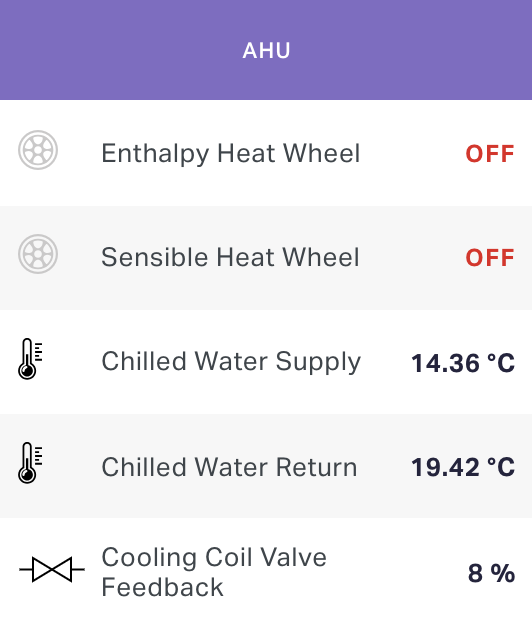 AHU
Enthalpy Heat Wheel OFF
Sensible Heat Wheel OFF
Chilled Water Supply 14.36 °C
Chilled Water Return 19.42 °C
Cooling Coil Valve
Feedback 8 %